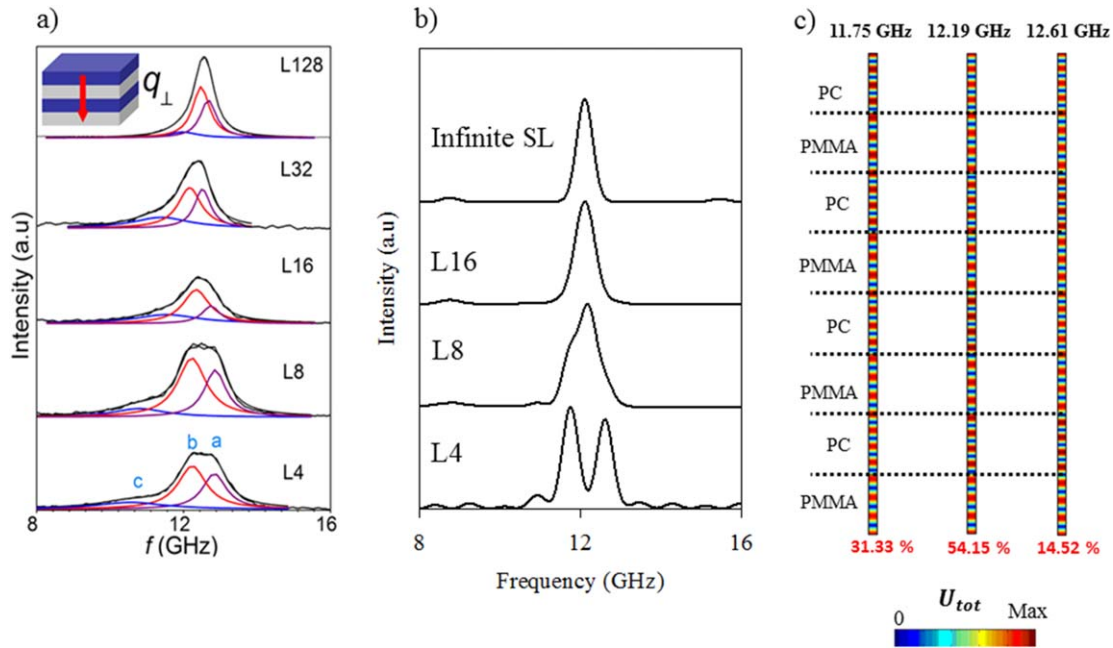 a)
q⊥
L128
L32
L16
L8
L4
a
b
c
Intensity (a.u)
8
12
16
f (GHz)
b)
Infinite SL
L16
L8
L4
Intensity (a.u)
8
12
16
Frequency (GHz)
c)
11.75 GHz 12.19 GHz 12.61 GHz
PC
PMMA
PC
PMMA
PC
PMMA
PC
PMMA
31.33 % 54.15 % 14.52 %
U_tot
0 Max